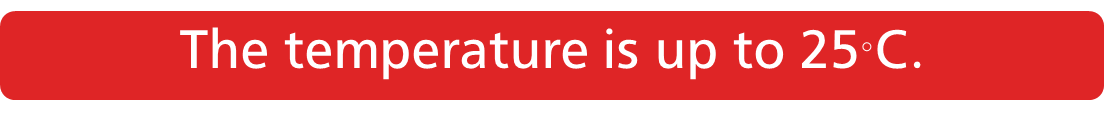 The temperature is up to 25◦C.